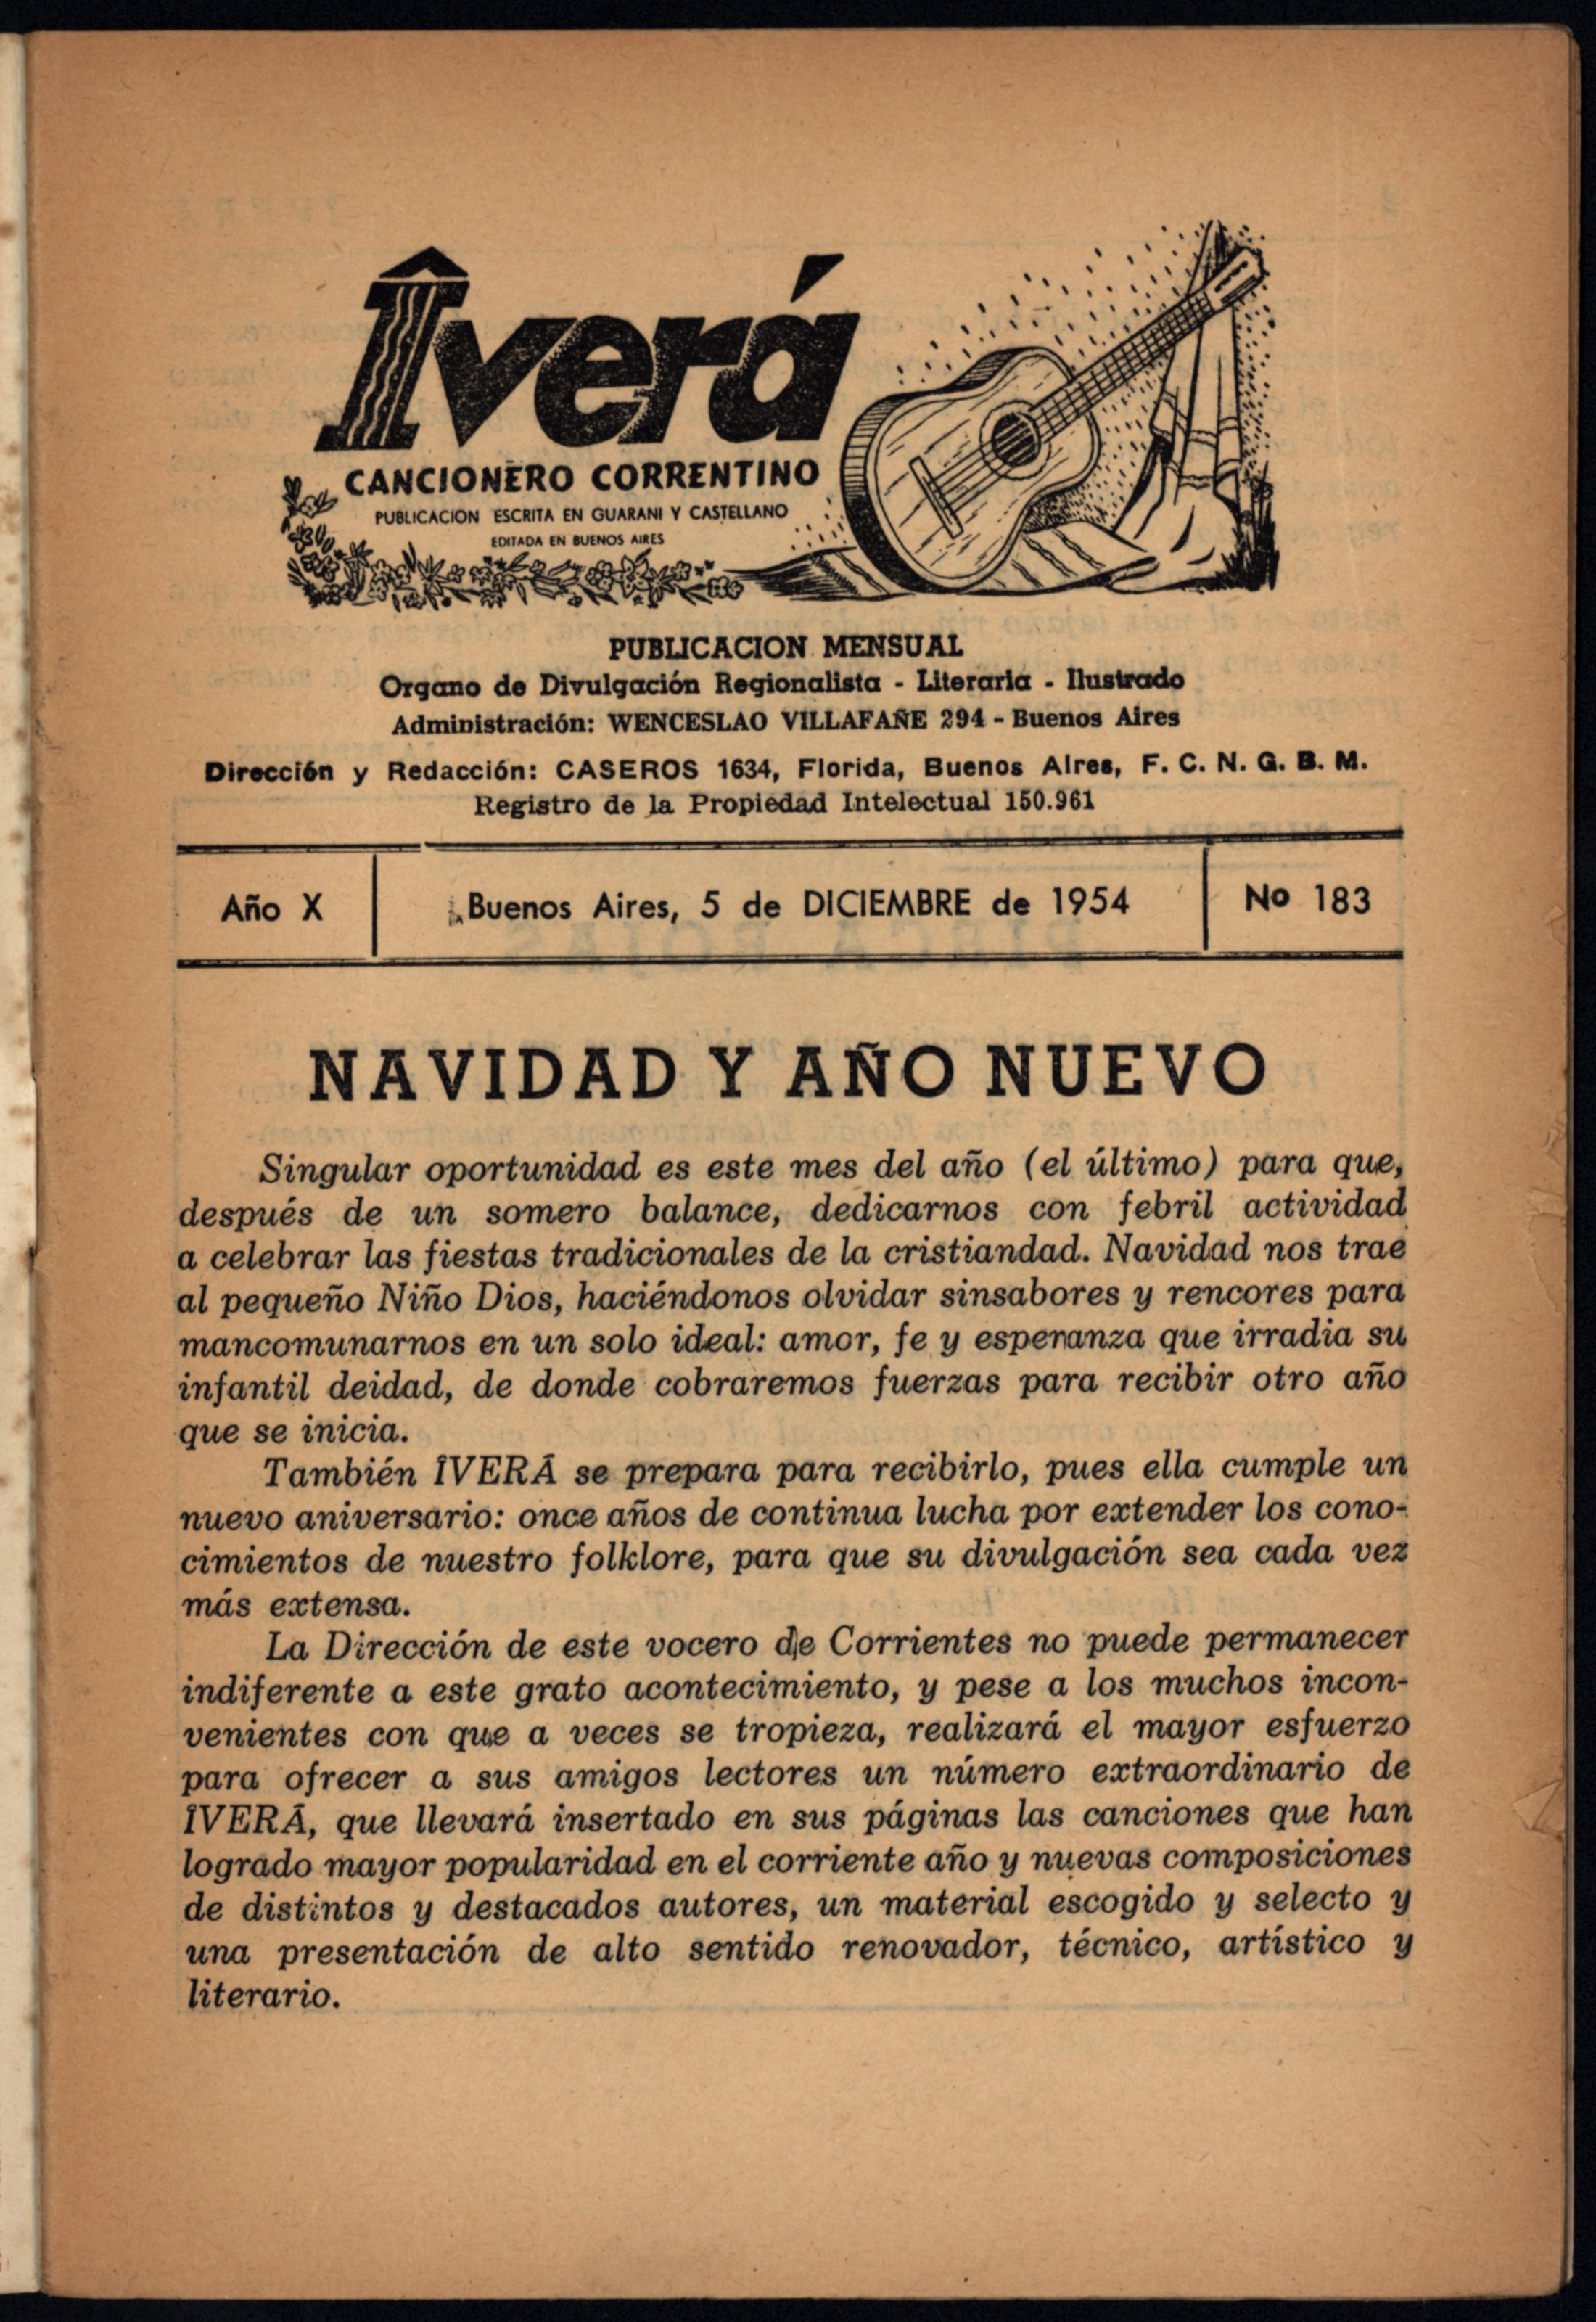 Îverá
CANCIONERO CORRENTINO
PUBLICACION ESCRITA EN GUARANI Y CASTELLANO
EDITADA EN BUENOS AIRES
PUBLICACION MENSUAL
Organo de Divulgación Regionalista - Literaria - Ilustrado
Administración: WENCESLAO VILLAFAÑE 294 - Buenos Aires
Dirección y Redacción: CASEROS 1634, Florida, Buenos Aires, F. C. N. G. B. M.
Registro de la Propiedad Intelectual 150.961
Año X Buenos Aires, 5 de DICIEMBRE de 1954 No 183
NAVIDAD Y AÑO NUEVO
Singular oportunidad es este mes del año (el último) para que,
después de un somero balance, dedicarnos con febril actividad
a celebrar las fiestas tradicionales de la cristiandad. Navidad nos trae
al pequeño Niño Dios, haciéndonos olvidar sinsabores y rencores para
mancomunarnos en un solo ideal: amor, fe y esperanza que irradia su
infantil deidad, de donde cobraremos fuerzas para recibir otro año
que se inicia.
También ÎVERÁ se prepara para recibirlo, pues ella cumple un
nuevo aniversario: once años de continua lucha por extender los cono-
cimientos de nuestro folklore, para que su divulgación sea cada vez
más extensa.
La Dirección de este vocero de Corrientes no puede permanecer
indiferente a este grato acontecimiento, y pese a los muchos incon-
venientes con que a veces se tropieza, realizará el mayor esfuerzo
para ofrecer a sus amigos lectores un número extraordinario de
ÎVERÁ, que llevará insertado en sus páginas las canciones que han
logrado mayor popularidad en el corriente año y nuevas composiciones
de distintos y destacados autores, un material escogido y selecto y
una presentación de alto sentido renovador, técnico, artístico y
literario.